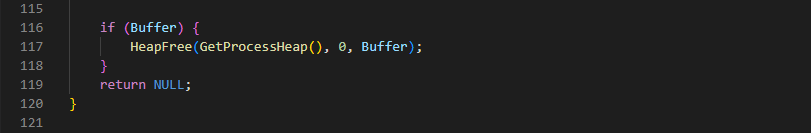 115
116 if (Buffer) {
117 HeapFree(GetProcessHeap(), 0, Buffer);
118 }
119 return NULL;
120 }
121